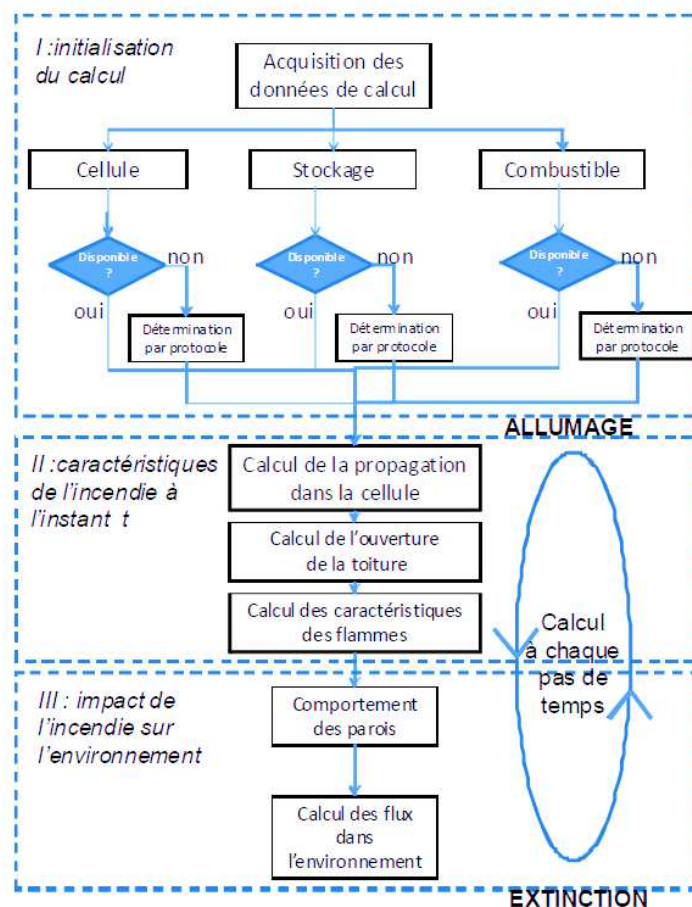 I :initialisation
du calcul
Acquisition des
données de calcul
Cellule
Stockage
Combustible
Disponible
?
non
oui
Disponible
?
non
oui
Disponible
?
non
oui
Détermination
par protocole
Détermination
par protocole
Détermination
par protocole
ALLUMAGE
II :caractéristiques
de l'incendie à
l'instant t
Calcul de la propagation
dans la cellule
Calcul de l'ouverture
de la toiture
Calcul des caractéristiques
des flammes
Calcul
à chaque
pas de
temps
III : impact de
l'incendie sur
l'environnement
Comportement
des parois
Calcul des flux
dans
l'environnement
EXTINCTION